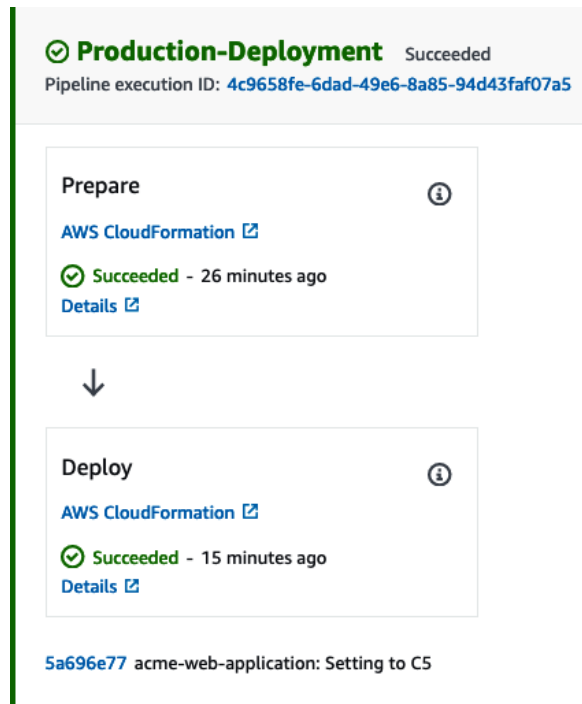 Production-Deployment Succeeded
Pipeline execution ID: 4c9658fe-6dad-49e6-8a85-94d43faf07a5
Prepare
AWS CloudFormation
Succeeded - 26 minutes ago
Details
Deploy
AWS CloudFormation
Succeeded - 15 minutes ago
Details
5a696e77 acme-web-application: Setting to C5